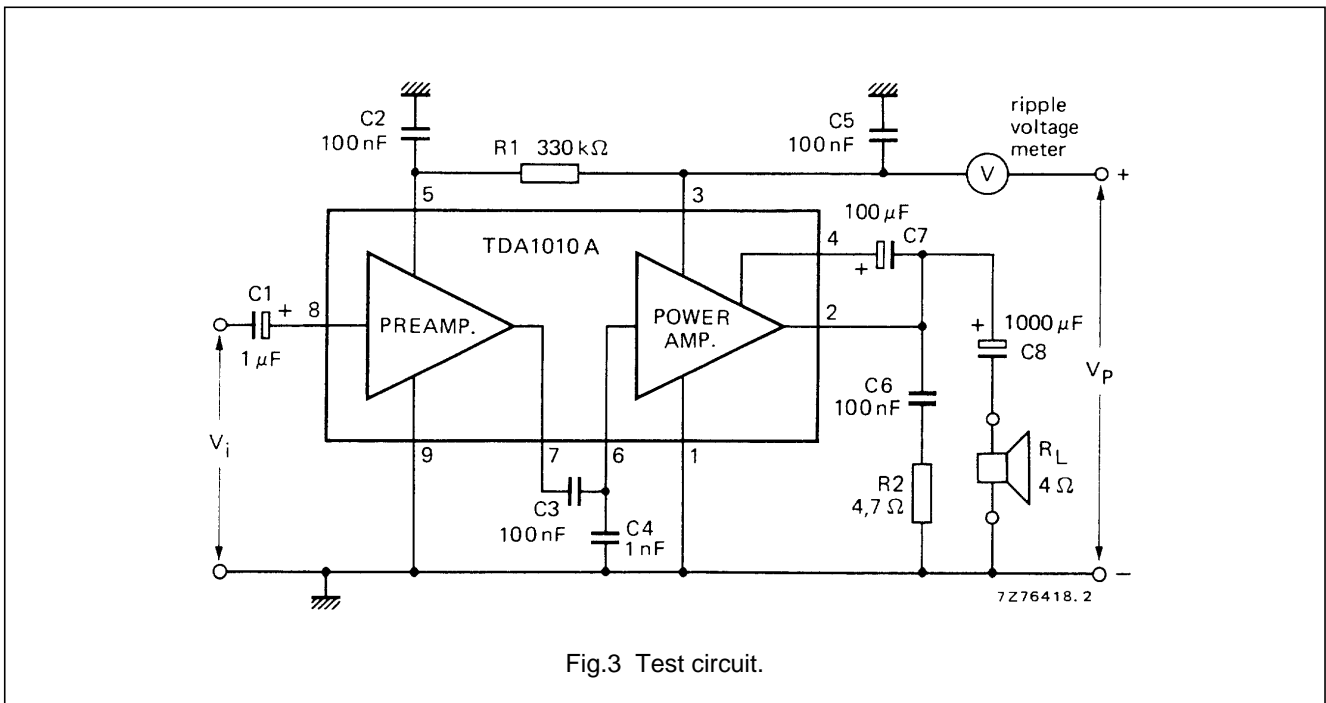 C2
100 nF
R1 330 kΩ
C5
100 nF
ripple
voltage
meter
V
+
5
3
TDA1010 A
100 µF
4
C7
+
C1
+
8
1 µF
PREAMP.
POWER
AMP.
2
+
1000 µF
C8
V_P
C6
100 nF
V_i
9
7
6
1
C3
100 nF
C4
1 nF
R2
4,7 Ω
R_L
4 Ω
–
7Z76418.2
Fig.3 Test circuit.